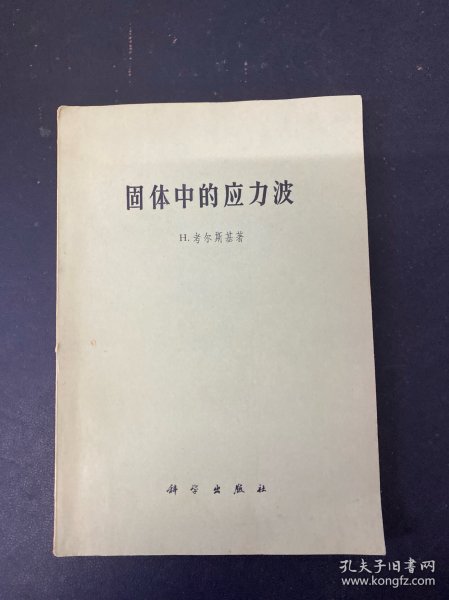 固体中的应力波
H. 考尔斯基著
科学出版社
孔夫子旧书网
www.kongfz.com